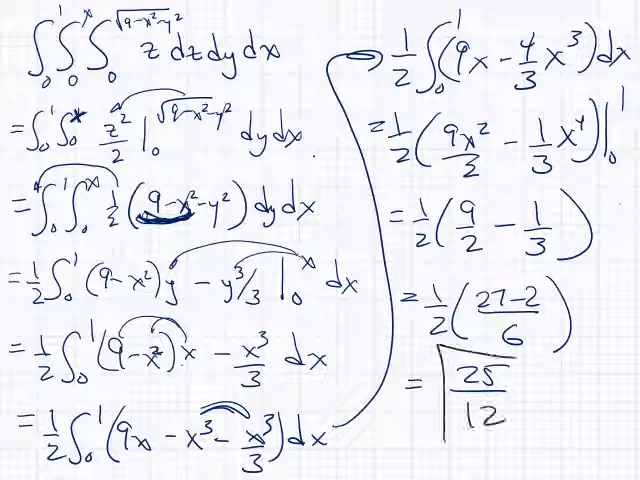 ∫₀¹ ∫₀ˣ ∫₀^√(9-x²-y²) z dz dy dx
= ∫₀¹ ∫₀ˣ z²/2 |₀^√(9-x²-y²) dy dx
= ∫₀¹ ∫₀ˣ 1/2 (9-x²-y²) dy dx
= 1/2 ∫₀¹ (9-x²)y - y³/3 |₀ˣ dx
= 1/2 ∫₀¹ (9-x²)x - x³/3 dx
= 1/2 ∫₀¹ (9x - x³ - x³/3) dx
1/2 ∫₀¹ (9x - 4/3 x³) dx
= 1/2 (9x²/2 - 1/3 x⁴) |₀¹
= 1/2 (9/2 - 1/3)
= 1/2 (27-2/6)
= 25/12